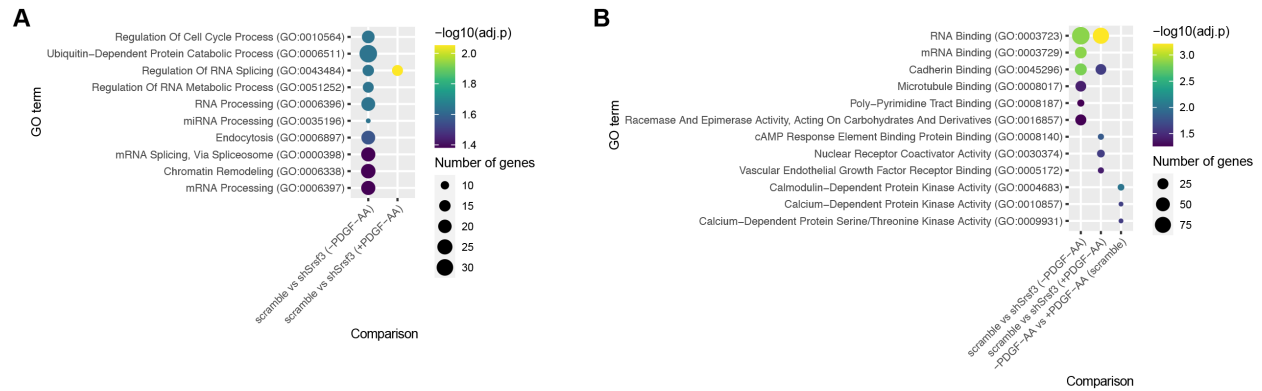 A
GO term
Regulation Of Cell Cycle Process (GO:0010564)
Ubiquitin−Dependent Protein Catabolic Process (GO:0006511)
Regulation Of RNA Splicing (GO:0043484)
Regulation Of RNA Metabolic Process (GO:0051252)
RNA Processing (GO:0006396)
miRNA Processing (GO:0035196)
Endocytosis (GO:0006897)
mRNA Splicing, Via Spliceosome (GO:0000398)
Chromatin Remodeling (GO:0006338)
mRNA Processing (GO:0006397)
scramble vs shSrsf3 (−PDGF−AA)
scramble vs shSrsf3 (+PDGF−AA)
Comparison
−log10(adj.p)
2.0
1.8
1.6
1.4
Number of genes
10
15
20
25
30
B
GO term
RNA Binding (GO:0003723)
mRNA Binding (GO:0003729)
Cadherin Binding (GO:0045296)
Microtubule Binding (GO:0008017)
Poly−Pyrimidine Tract Binding (GO:0008187)
Racemase And Epimerase Activity, Acting On Carbohydrates And Derivatives (GO:0016857)
cAMP Response Element Binding Protein Binding (GO:0008140)
Nuclear Receptor Coactivator Activity (GO:0030374)
Vascular Endothelial Growth Factor Receptor Binding (GO:0005172)
Calmodulin−Dependent Protein Kinase Activity (GO:0004683)
Calcium−Dependent Protein Kinase Activity (GO:0010857)
Calcium−Dependent Protein Serine/Threonine Kinase Activity (GO:0009931)
scramble vs shSrsf3 (−PDGF−AA)
scramble vs shSrsf3 (+PDGF−AA)
−PDGF−AA vs +PDGF−AA (scramble)
Comparison
−log10(adj.p)
3.0
2.5
2.0
1.5
Number of genes
25
50
75